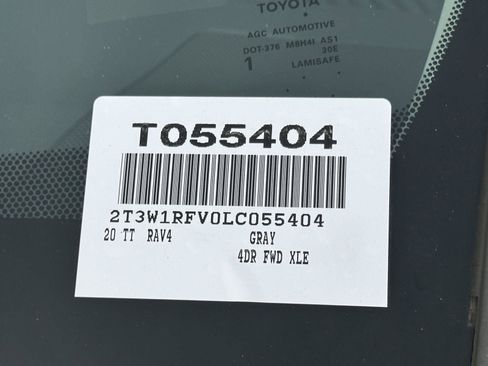 TOYOTA
AGC AUTOMOTIVE
DOT-376 M8H4I AS1
30E
1 LAMISAFE
T055404
2T3W1RFV0LC055404
20 TT RAV4 GRAY
4DR FWD XLE